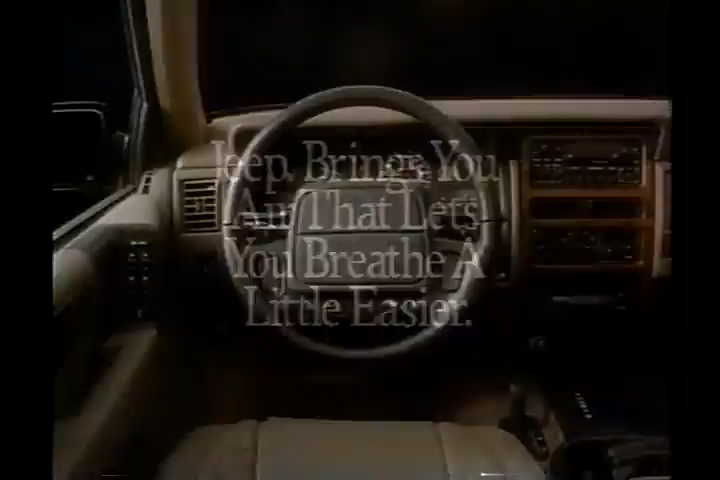 Jeep. Brings You
Air That Lets
You Breathe A
Little Easier.